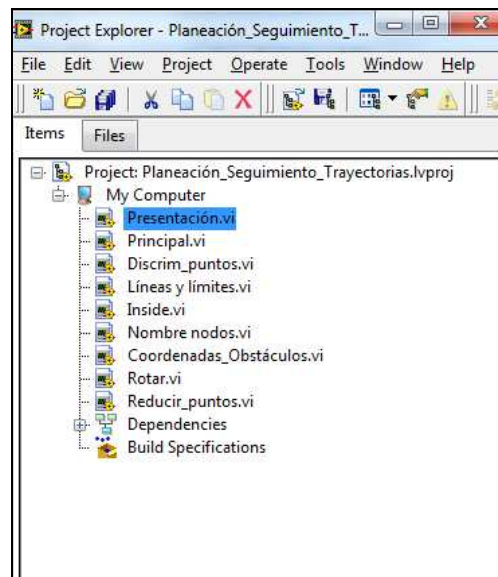 Project Explorer - Planeación_Seguimiento_T...
File Edit View Project Operate Tools Window Help
Items Files
Project: Planeación_Seguimiento_Trayectorias.lvproj
My Computer
Presentación.vi
Principal.vi
Discrim_puntos.vi
Líneas y límites.vi
Inside.vi
Nombre nodos.vi
Coordenadas_Obstáculos.vi
Rotar.vi
Reducir_puntos.vi
Dependencies
Build Specifications